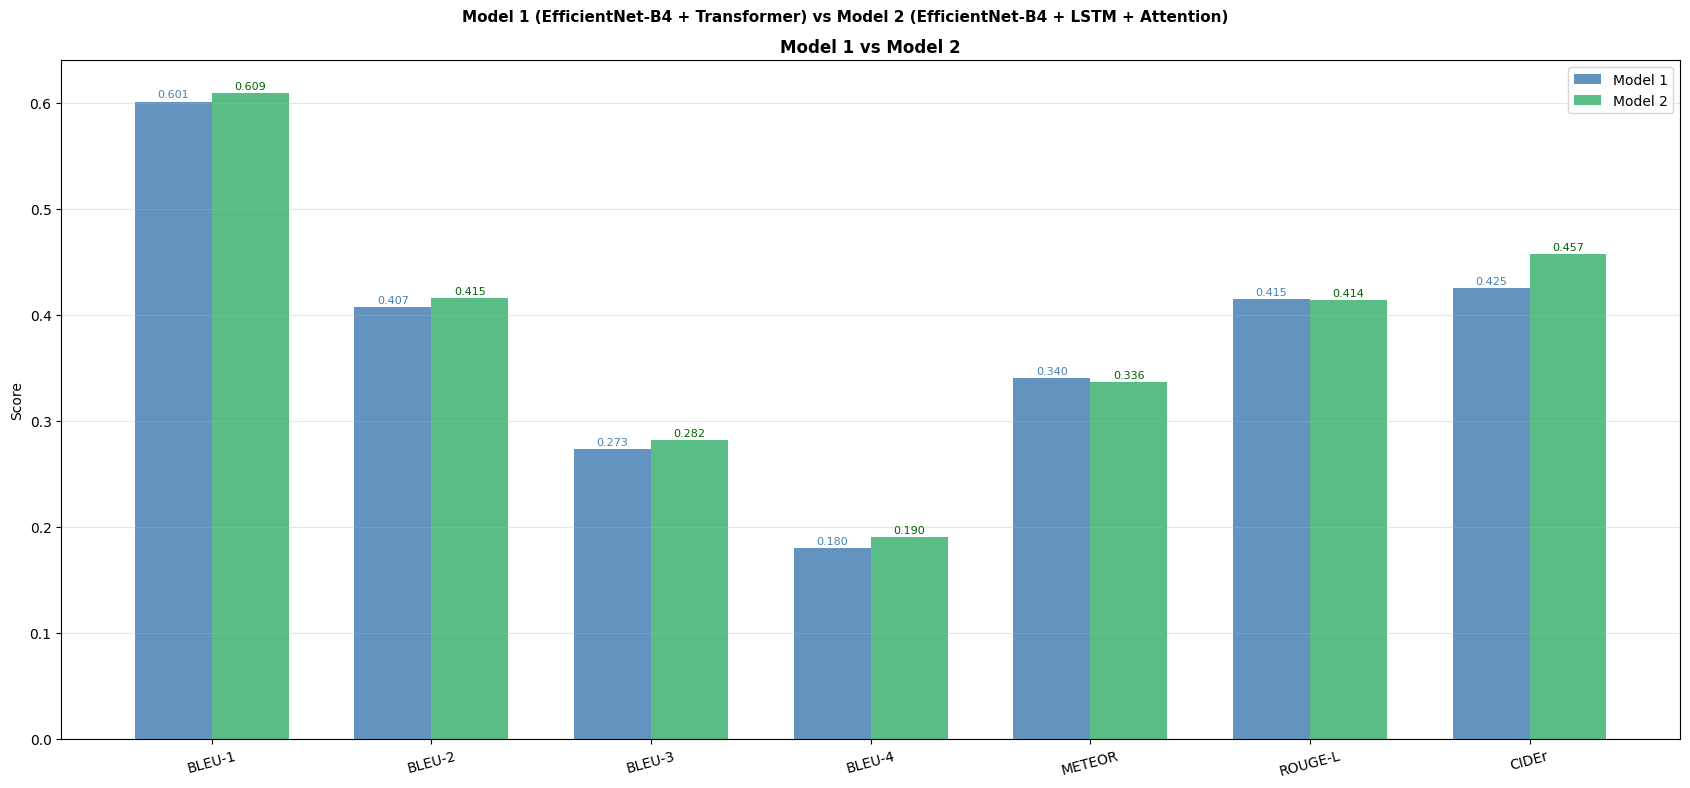 Model 1 (EfficientNet-B4 + Transformer) vs Model 2 (EfficientNet-B4 + LSTM + Attention)
Model 1 vs Model 2
Model 1
Model 2
Score
0.6
0.5
0.4
0.3
0.2
0.1
0.0
0.601
0.609
0.407
0.415
0.273
0.282
0.180
0.190
0.340
0.336
0.415
0.414
0.425
0.457
BLEU-1
BLEU-2
BLEU-3
BLEU-4
METEOR
ROUGE-L
CIDEr